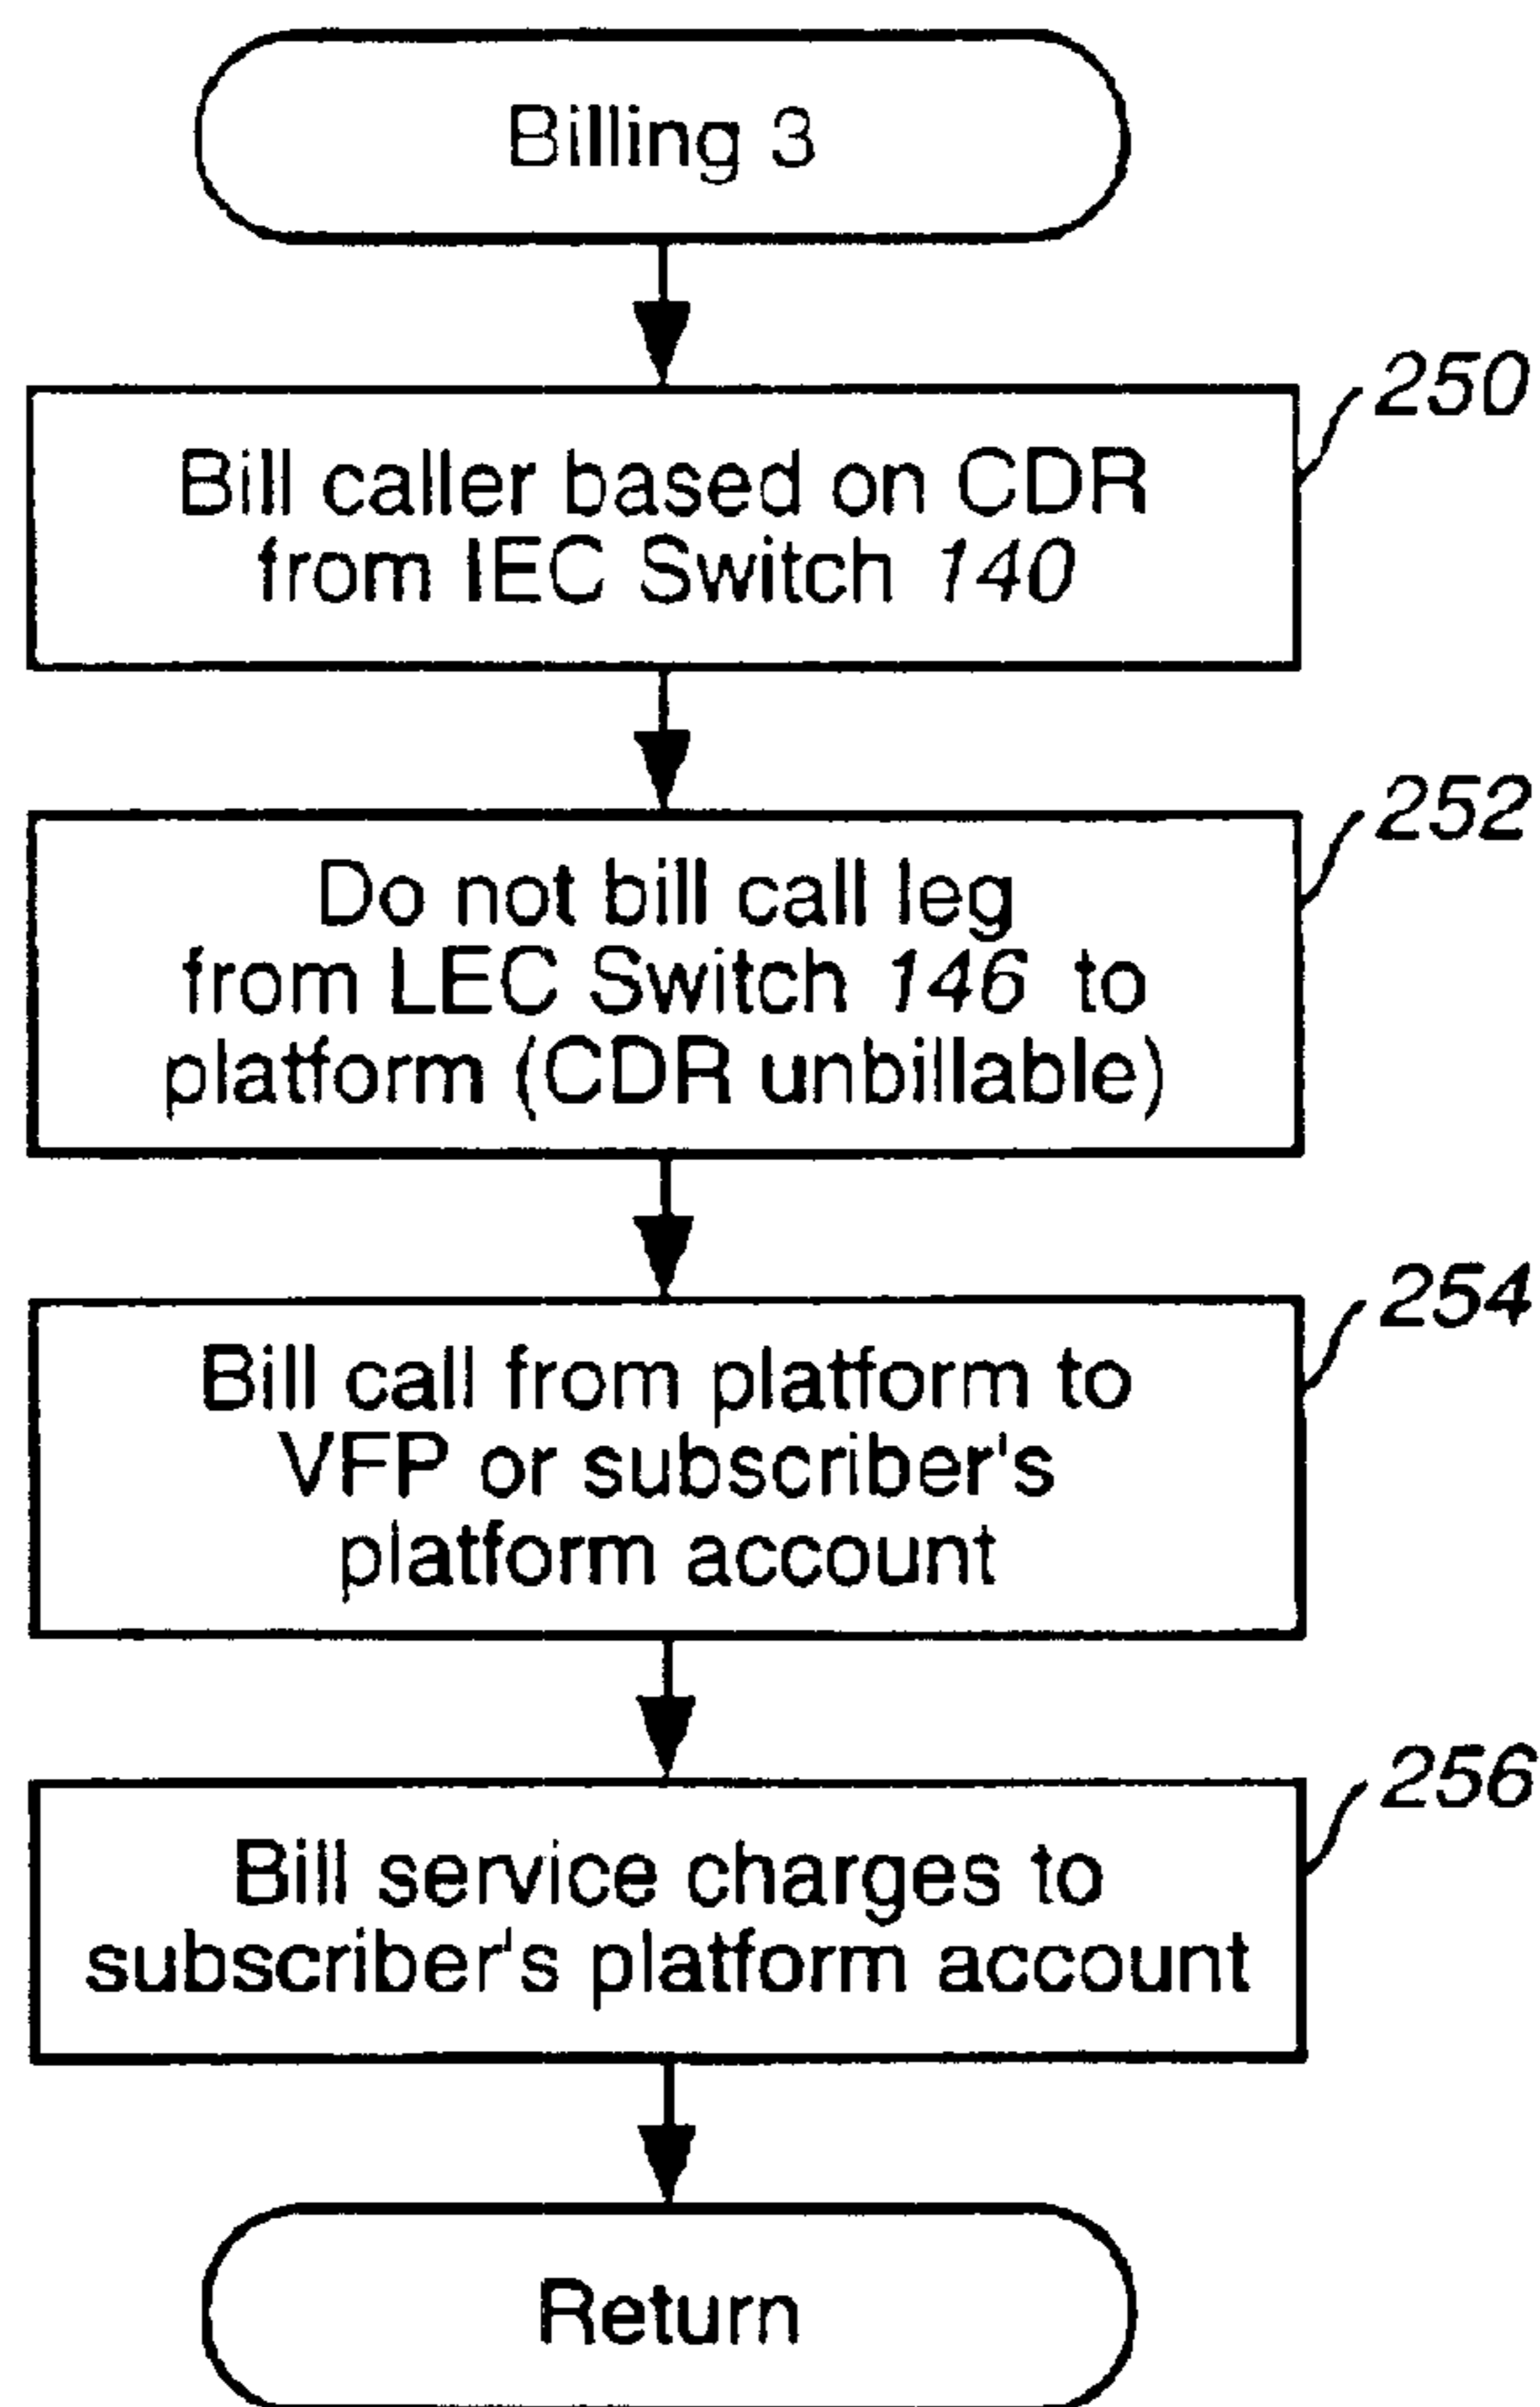 Billing 3
250
Bill caller based on CDR
from IEC Switch 140
252
Do not bill call leg
from LEC Switch 146 to
platform (CDR unbillable)
254
Bill call from platform to
VFP or subscriber's
platform account
256
Bill service charges to
subscriber's platform account
Return